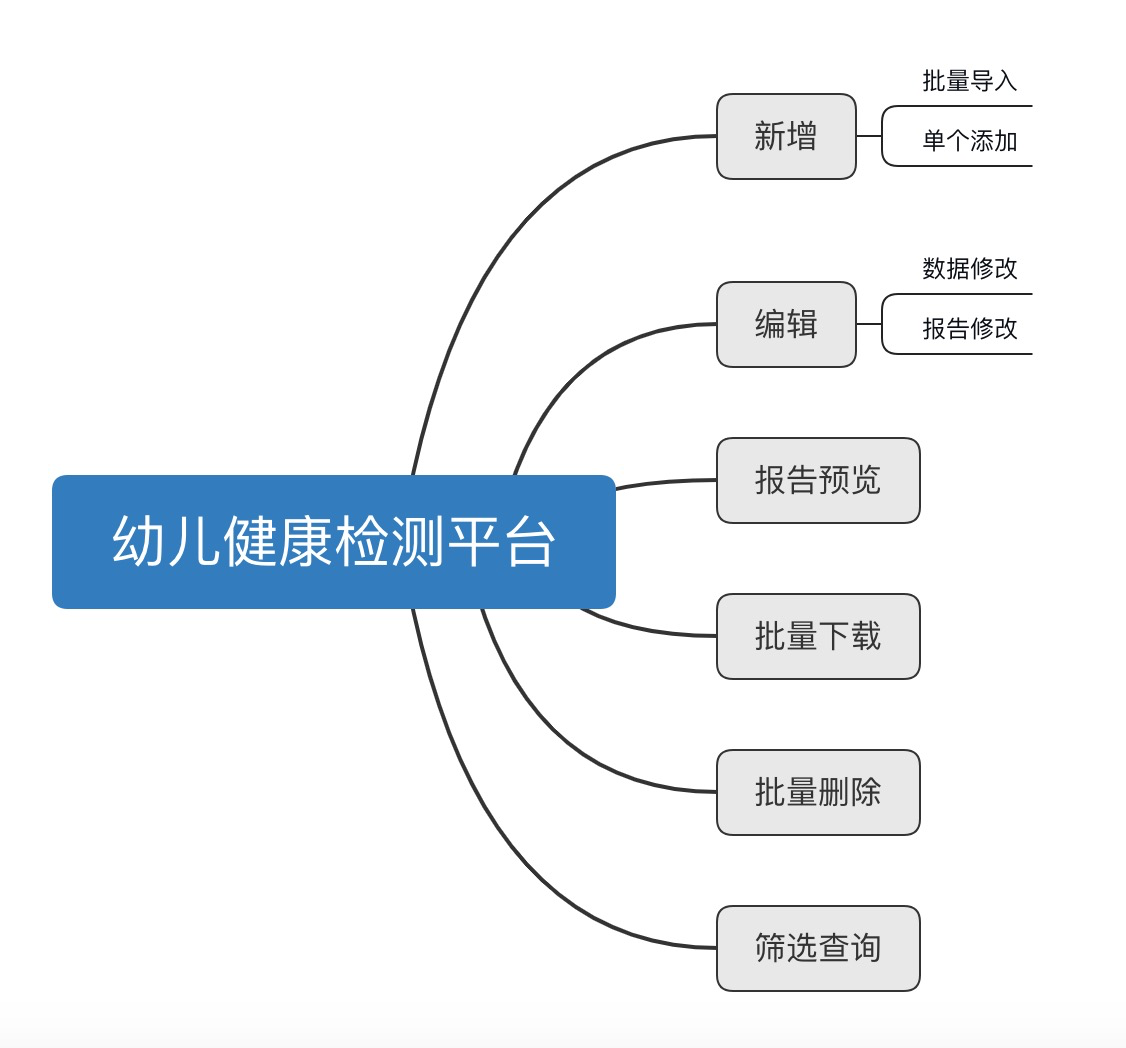 幼儿健康检测平台
新增
批量导入
单个添加
编辑
数据修改
报告修改
报告预览
批量下载
批量删除
筛选查询